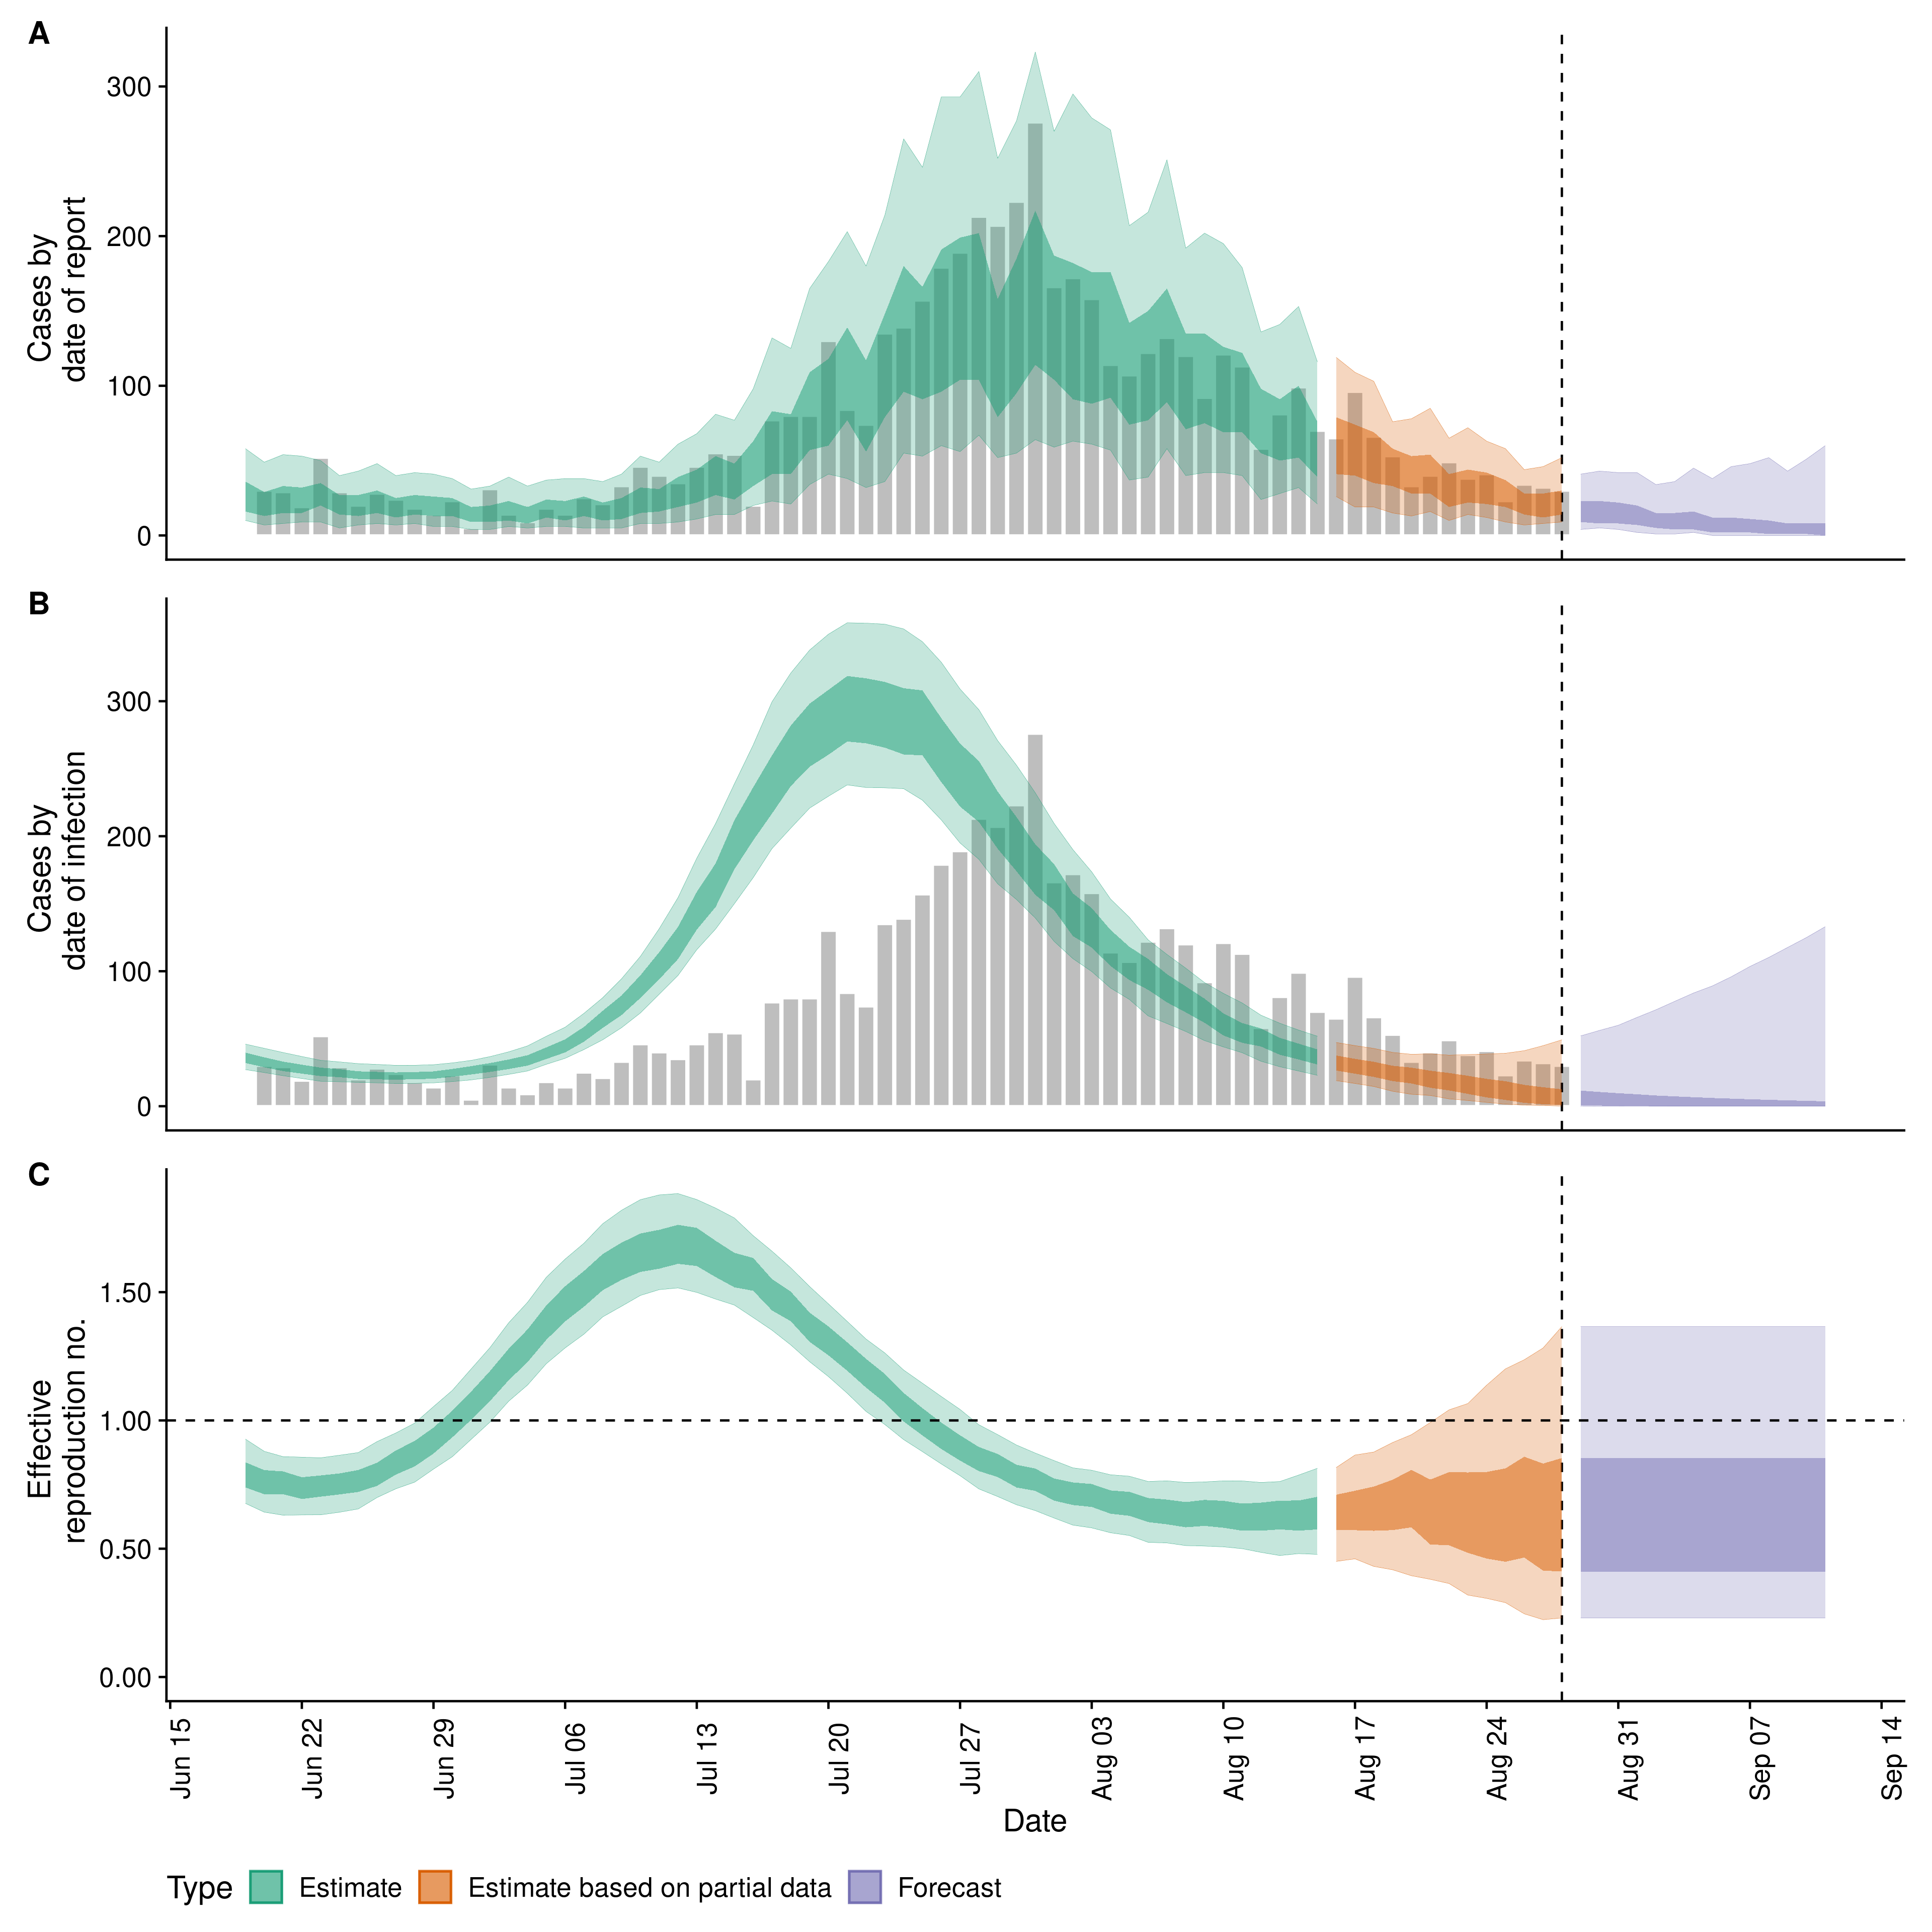 A
Cases by
date of report
300
200
100
0
B
Cases by
date of infection
300
200
100
0
C
Effective
reproduction no.
1.50
1.00
0.50
0.00
Jun 15
Jun 22
Jun 29
Jul 06
Jul 13
Jul 20
Jul 27
Aug 03
Aug 10
Aug 17
Aug 24
Aug 31
Sep 07
Sep 14
Date
Type Estimate Estimate based on partial data Forecast